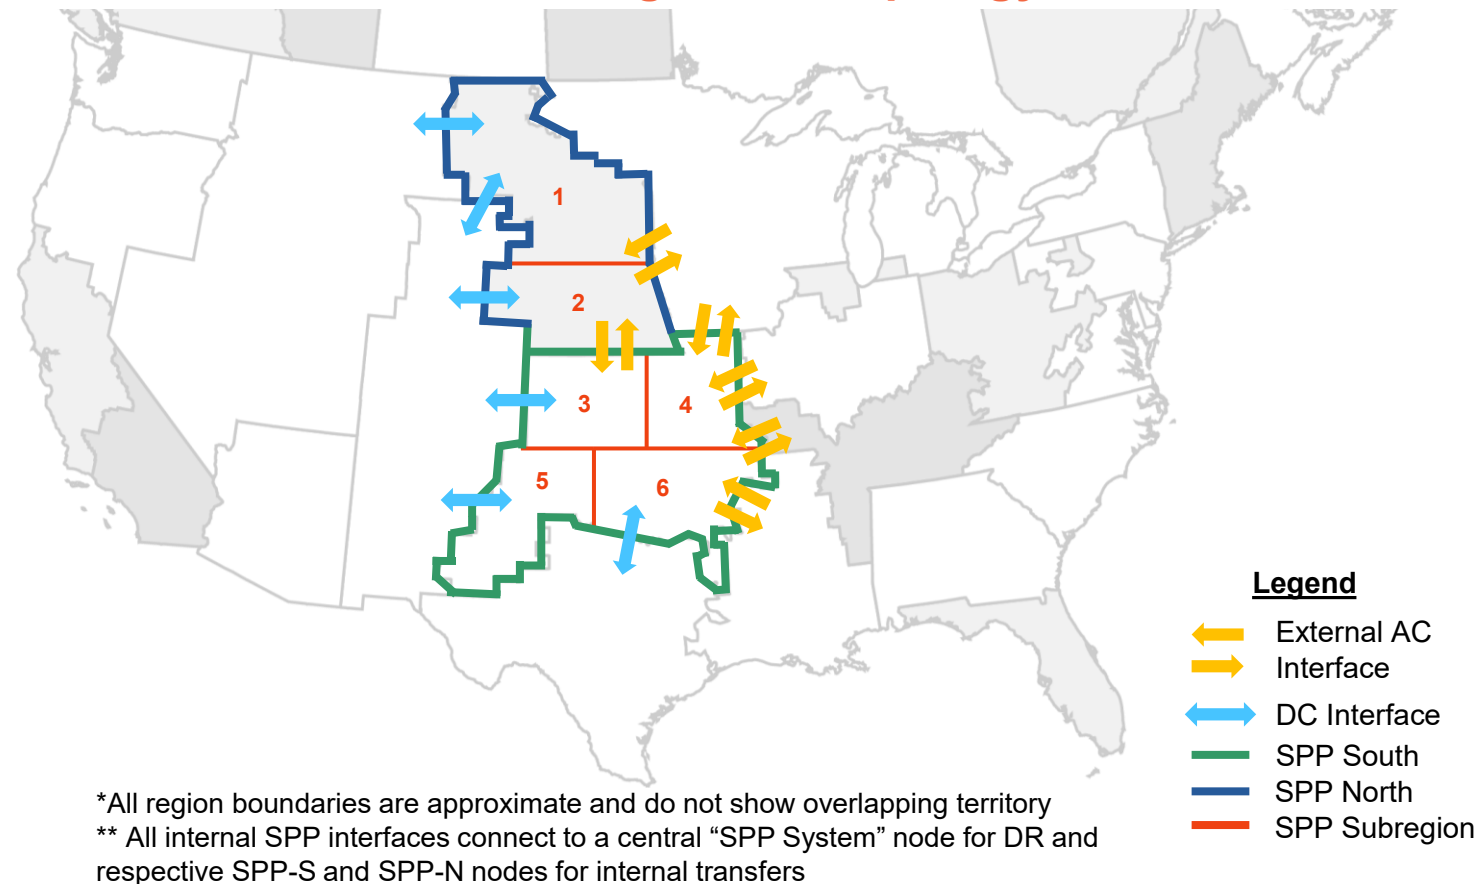 1
2
3
4
5
6
Legend
External AC
Interface
DC Interface
SPP South
SPP North
SPP Subregion
*All region boundaries are approximate and do not show overlapping territory
** All internal SPP interfaces connect to a central “SPP System” node for DR and
respective SPP-S and SPP-N nodes for internal transfers